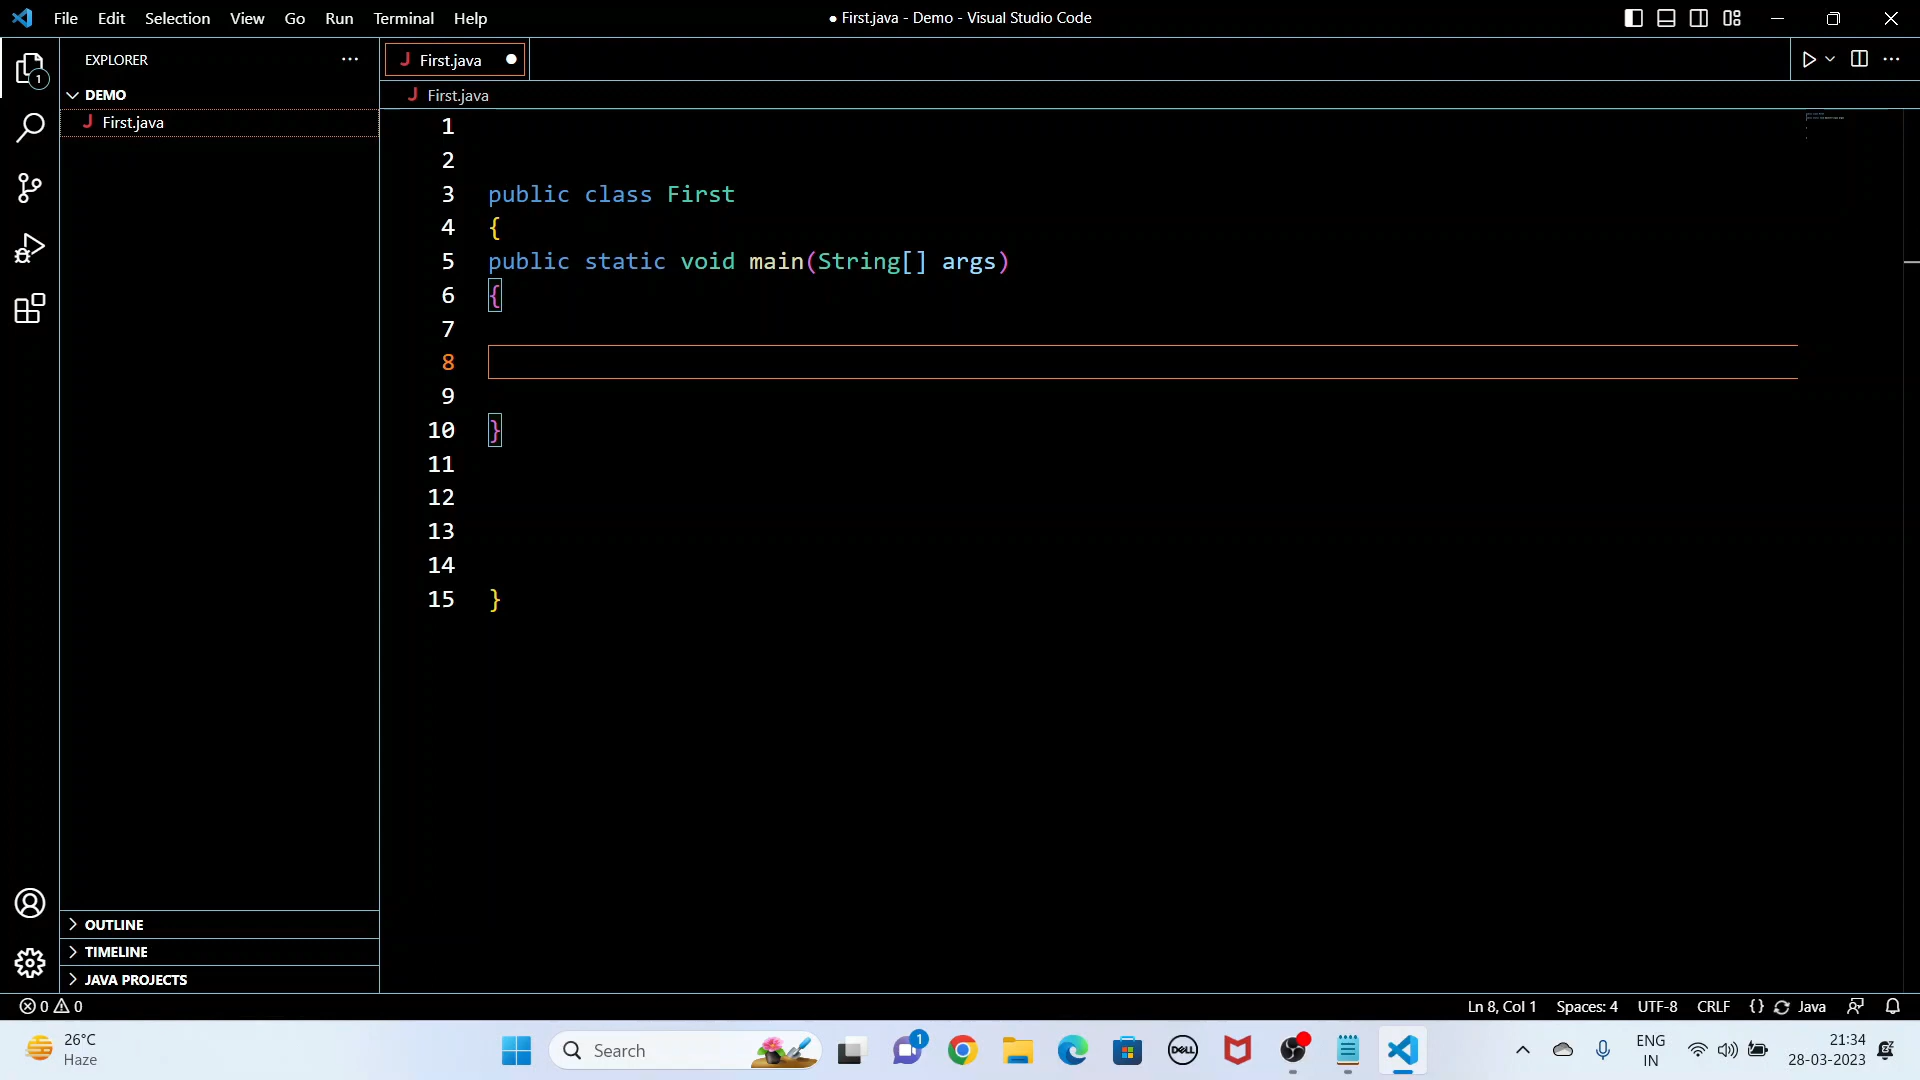 File Edit Selection View Go Run Terminal Help
● First.java - Demo - Visual Studio Code
EXPLORER
1
DEMO
J First.java
J First.java
J First.java
1
2
3 public class First
4 {
5 public static void main(String[] args)
6 {
7
8
9
10 }
11
12
13
14
15 }
OUTLINE
TIMELINE
JAVA PROJECTS
0 0
Ln 8, Col 1 Spaces: 4 UTF-8 CRLF {} Java
26°C
Haze
Search
1
DELL
ENG
IN
21:34
28-03-2023